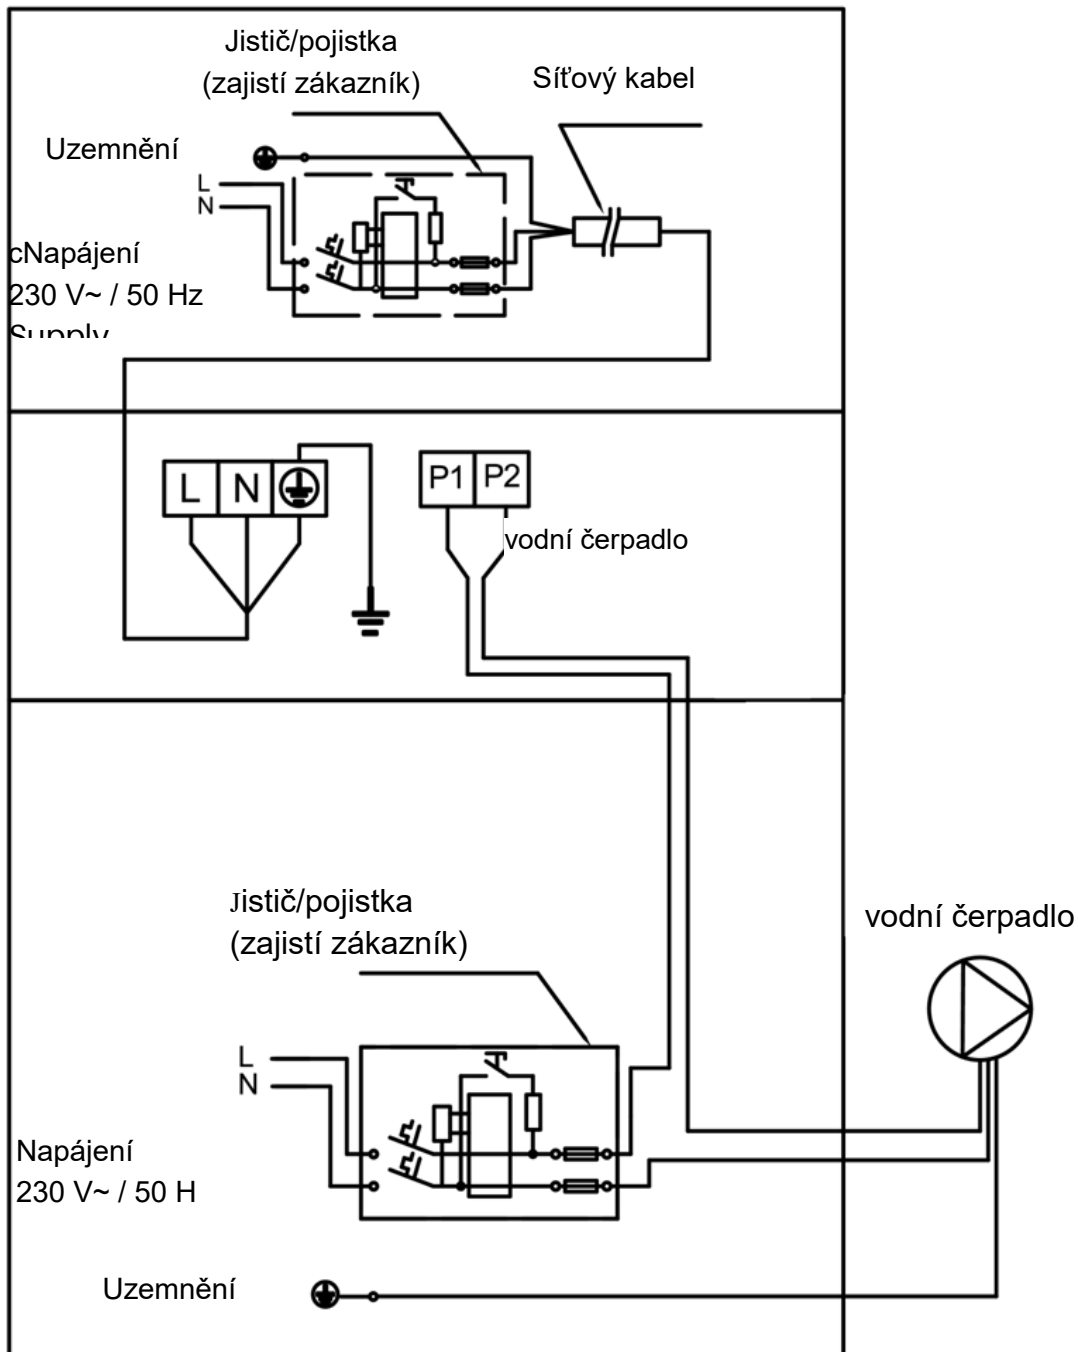 Jistič/pojistka
(zajistí zákazník)
Síťový kabel
Uzemnění
L
N
cNapájení
230 V~ / 50 Hz
Supply
L N
P1 P2
vodní čerpadlo
Jistič/pojistka
(zajistí zákazník)
vodní čerpadlo
L
N
Napájení
230 V~ / 50 H
Uzemnění